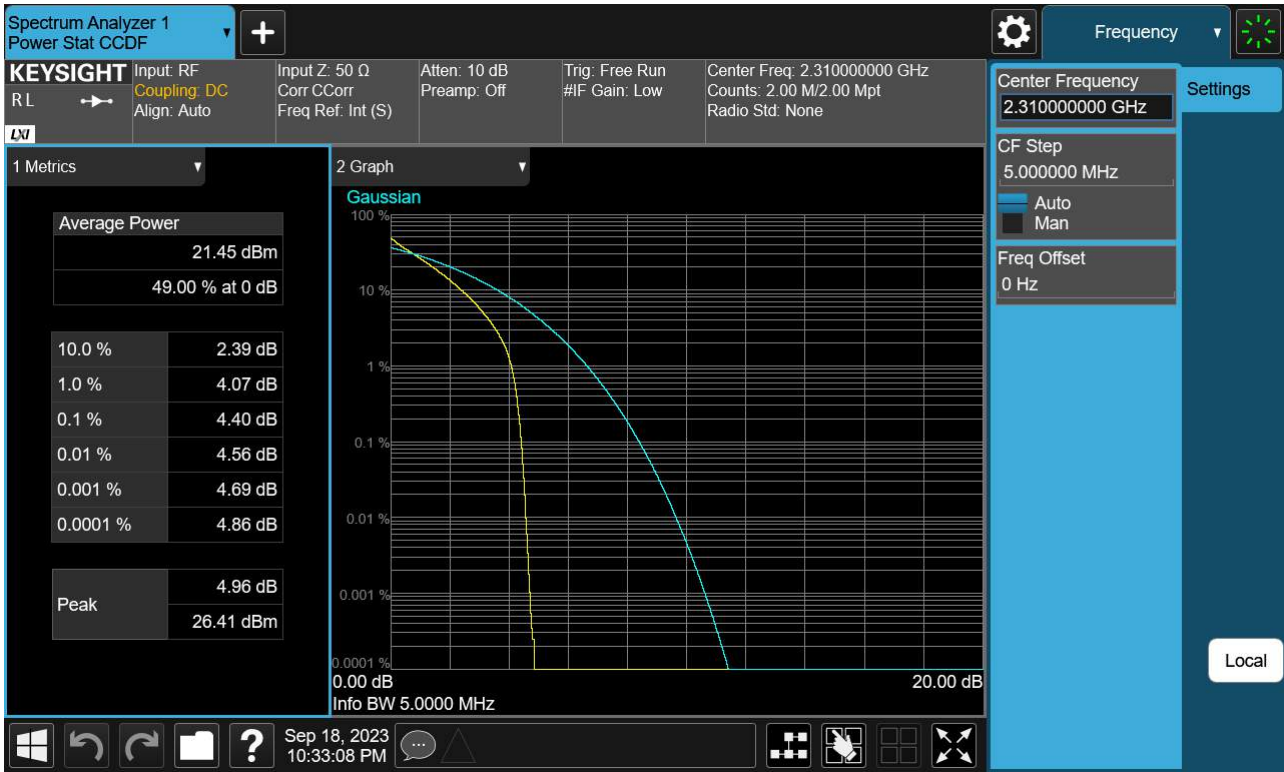 Spectrum Analyzer 1
Power Stat CCDF
Frequency
KEYSIGHT
R L
LXI
Input: RF
Coupling: DC
Align: Auto
Input Z: 50 Ω
Corr CCorr
Freq Ref: Int (S)
Atten: 10 dB
Preamp: Off
Trig: Free Run
#IF Gain: Low
Center Freq: 2.310000000 GHz
Counts: 2.00 M/2.00 Mpt
Radio Std: None
Center Frequency
2.310000000 GHz
Settings
CF Step
5.000000 MHz
Auto
Man
Freq Offset
0 Hz
Local
1 Metrics
Average Power
21.45 dBm
49.00 % at 0 dB
10.0 % 2.39 dB
1.0 % 4.07 dB
0.1 % 4.40 dB
0.01 % 4.56 dB
0.001 % 4.69 dB
0.0001 % 4.86 dB
Peak
4.96 dB
26.41 dBm
2 Graph
Gaussian
100 %
10 %
1 %
0.1 %
0.01 %
0.001 %
0.0001 %
0.00 dB 20.00 dB
Info BW 5.0000 MHz
?
Sep 18, 2023
10:33:08 PM